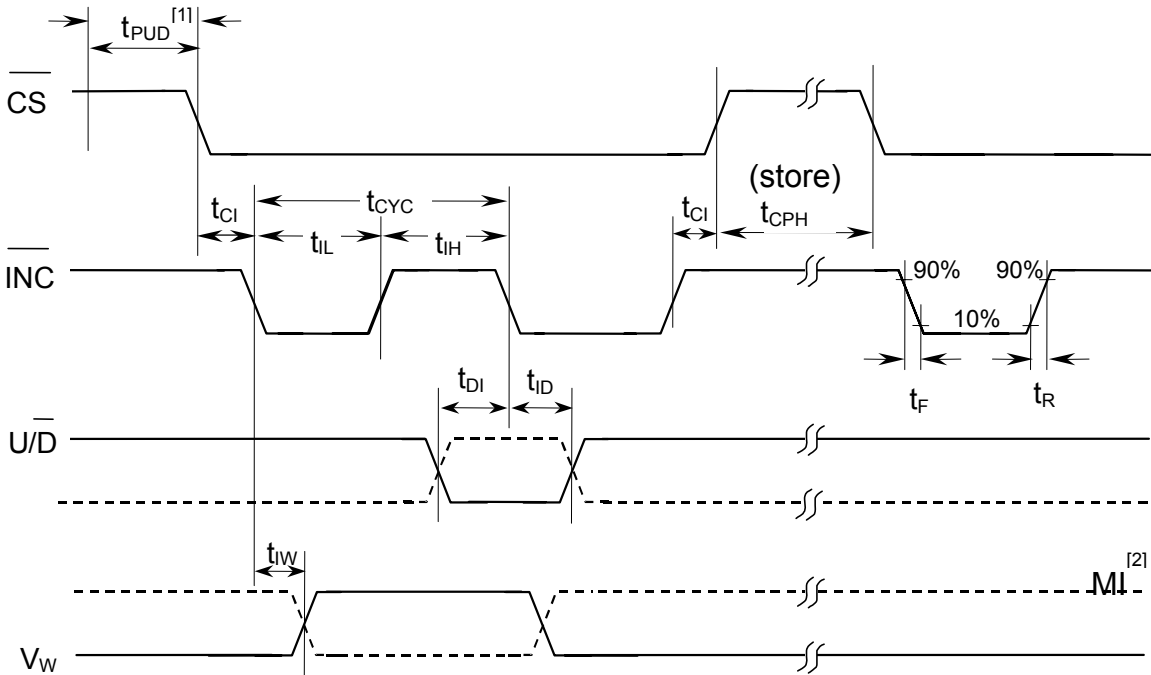 tPUD[1]
CS
(store)
tCI
tCYC
tCI
tCPH
tIL
tIH
INC
90%
90%
10%
tDI
tID
tF
tR
U/D
tIW
MI[2]
VW